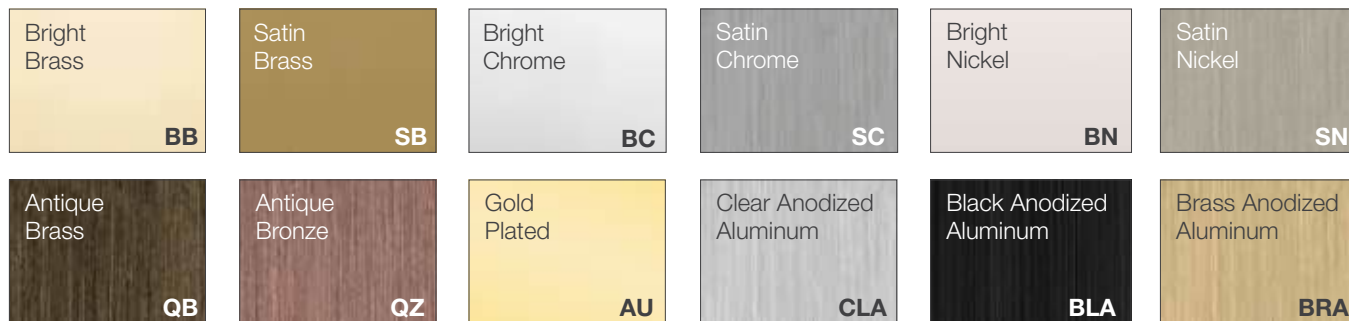 Bright
Brass
BB
Satin
Brass
SB
Bright
Chrome
BC
Satin
Chrome
SC
Bright
Nickel
BN
Satin
Nickel
SN
Antique
Brass
QB
Antique
Bronze
QZ
Gold
Plated
AU
Clear Anodized
Aluminum
CLA
Black Anodized
Aluminum
BLA
Brass Anodized
Aluminum
BRA